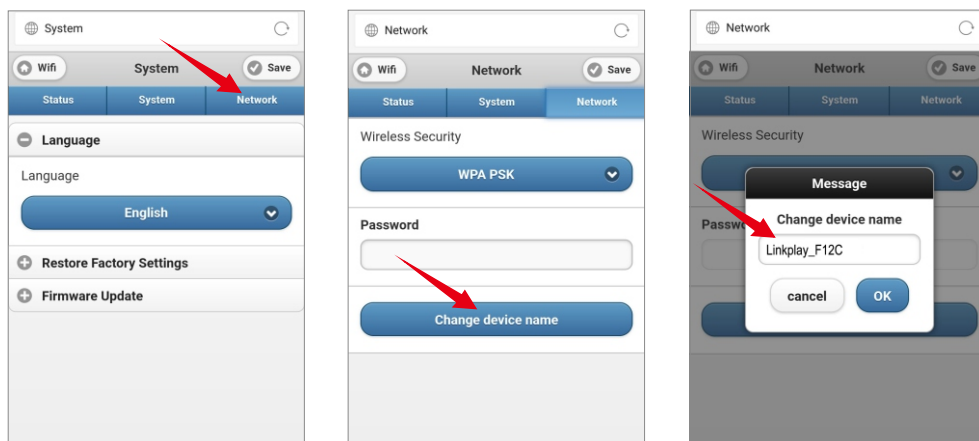 System
Wifi
System
Save
Status
System
Network
Language
Language
English
Restore Factory Settings
Firmware Update
Network
Wifi
Network
Save
Status
System
Network
Wireless Security
WPA PSK
Password
Change device name
Network
Wifi
Network
Save
Status
System
Network
Wireless Security
Message
Change device name
Passw
Linkplay_F12C
cancel
OK